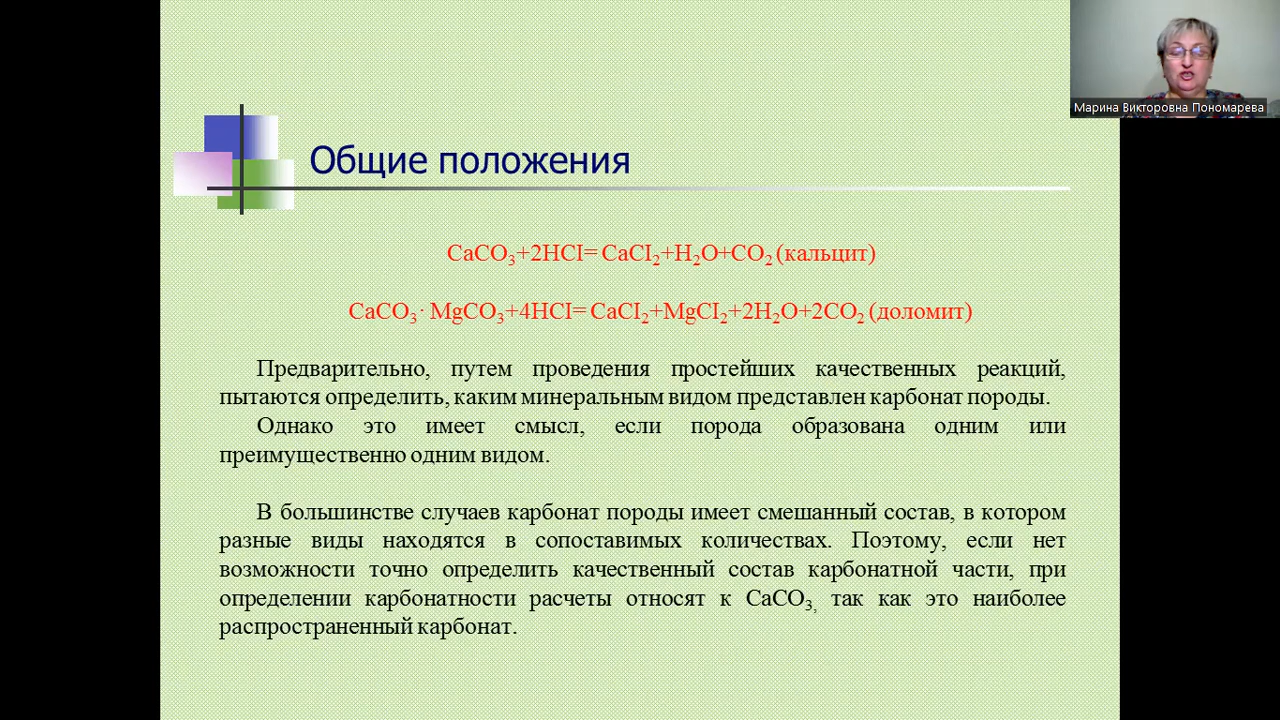 Марина Викторовна Пономарева
Общие положения
CaCO₃+2HCI= CaCI₂+H₂O+CO₂ (кальцит)
CaCO₃· MgCO₃+4HCI= CaCI₂+MgCI₂+2H₂O+2CO₂ (доломит)
Предварительно, путем проведения простейших качественных реакций,
пытаются определить, каким минеральным видом представлен карбонат породы.
Однако это имеет смысл, если порода образована одним или
преимущественно одним видом.
В большинстве случаев карбонат породы имеет смешанный состав, в котором
разные виды находятся в сопоставимых количествах. Поэтому, если нет
возможности точно определить качественный состав карбонатной части, при
определении карбонатности расчеты относят к CaCO₃, так как это наиболее
распространенный карбонат.